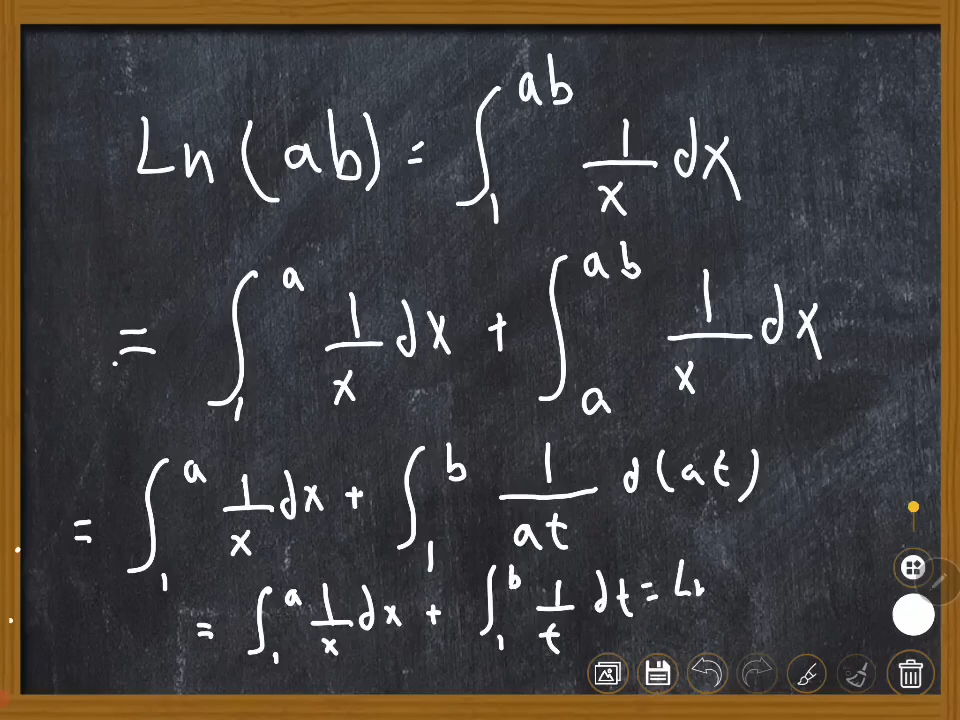 Ln(ab) = ∫₁^{ab} 1/x dx
= ∫₁^{a} 1/x dx + ∫ₐ^{ab} 1/x dx
= ∫₁^{a} 1/x dx + ∫₁^{b} 1/at d(at)
= ∫₁^{a} 1/x dx + ∫₁^{b} 1/t dt = Ln